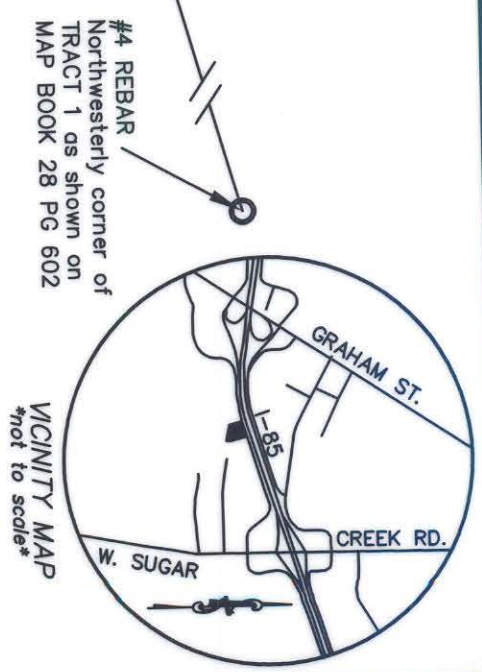 #4 REBAR
Northwesterly corner of
TRACT 1 as shown on
MAP BOOK 28 PG 602
GRAHAM ST.
I-85
CREEK RD.
W. SUGAR
VICINITY MAP
*not to scale*